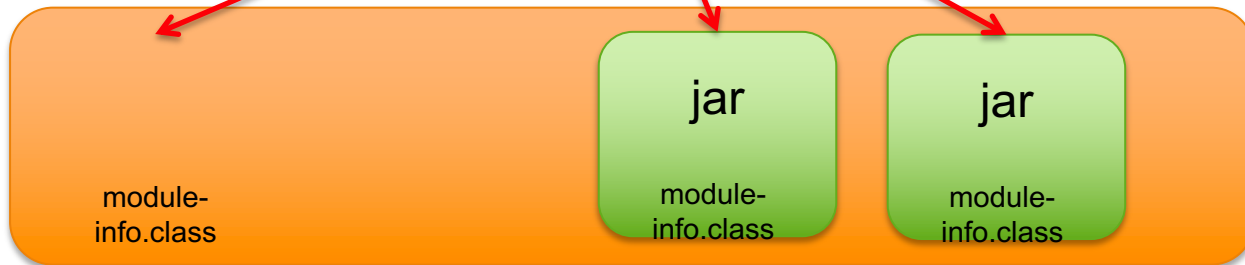 jar
jar
module-
info.class
module-
info.class
module-
info.class